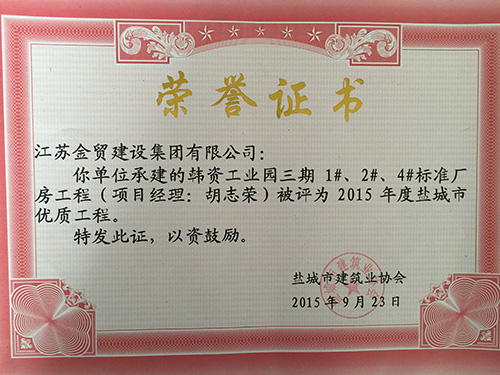 荣誉证书
江苏金贸建设集团有限公司：
你单位承建的韩资工业园三期 1#、2#、4#标准厂
房工程（项目经理：胡志荣）被评为 2015 年度盐城市
优质工程。
特发此证，以资鼓励。
盐城市建筑业协会
2015 年 9 月 23 日